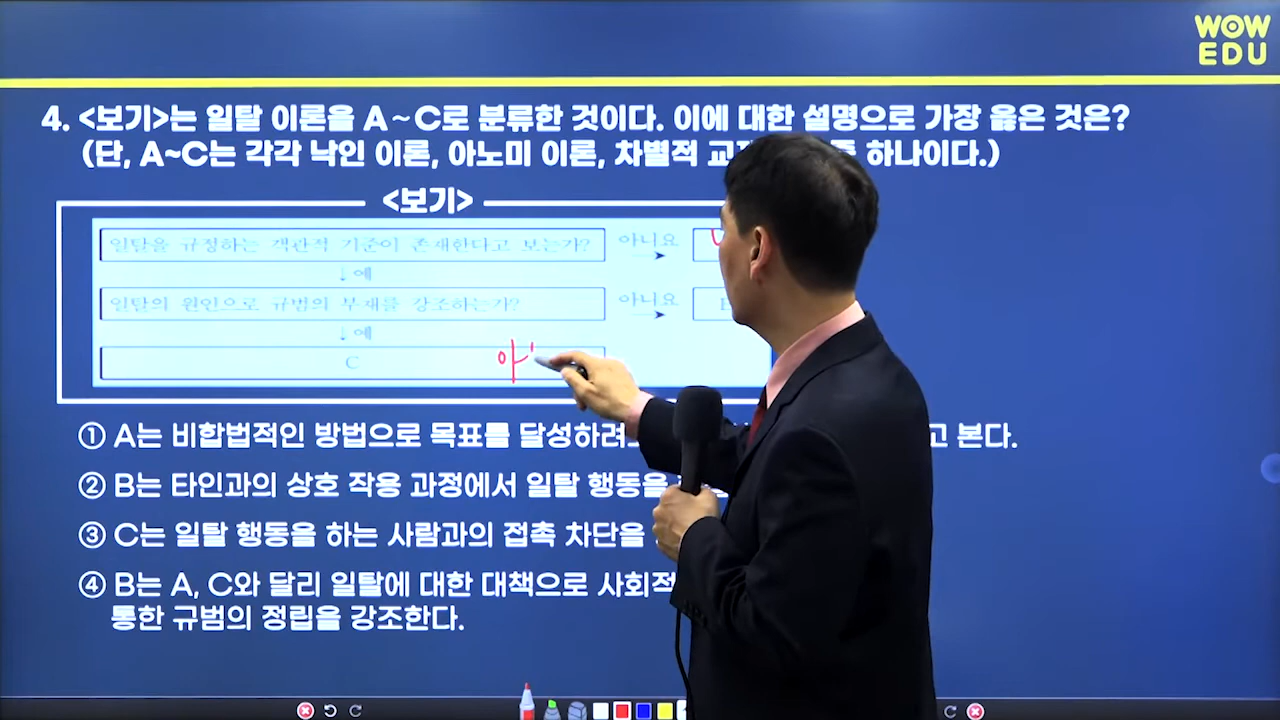 WOW
EDU
4. <보기>는 일탈 이론을 A~C로 분류한 것이다. 이에 대한 설명으로 가장 옳은 것은?
(단, A~C는 각각 낙인 이론, 아노미 이론, 차별적 하나이다.)
<보기>
일탈을 규정하는 객관적 기준이 존재한다고 보는가? 아니요
↓예
일탈의 원인으로 규범의 부재를 강조하는가? 아니요
↓예
C 아
① A는 비합법적인 방법으로 목표를 달성하려 본다.
② B는 타인과의 상호 작용 과정에서 일탈 행동을
③ C는 일탈 행동을 하는 사람과의 접촉 차단을
④ B는 A, C와 달리 일탈에 대한 대책으로 사회적
통한 규범의 정립을 강조한다.